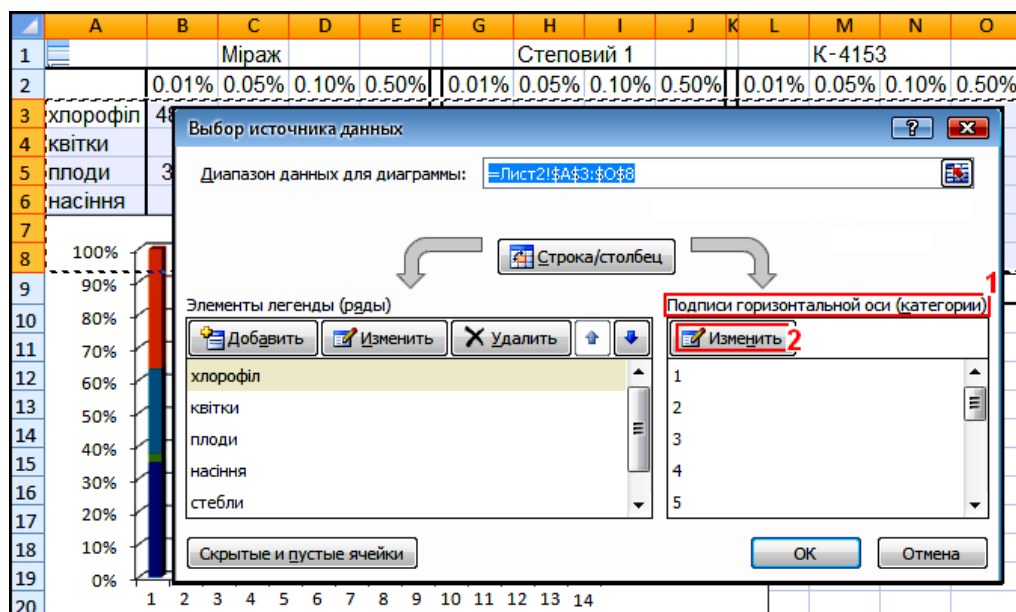 A B C D E F G H I J K L M N O
1 Міраж Степовий 1 К-4153
2 0.01% 0.05% 0.10% 0.50% 0.01% 0.05% 0.10% 0.50% 0.01% 0.05% 0.10% 0.50%
3 хлорофіл 48
4 квітки
5 плоди 3
6 насіння
7
8
9
10
11
12
13
14
15
16
17
18
19
20
Выбор источника данных
Диапазон данных для диаграммы: =Лист2!$A$3:$O$8
Строка/столбец
1
Элементы легенды (ряды)
Подписи горизонтальной оси (категории)
Добавить Изменить Удалить
Изменить 2
хлорофіл
квітки
плоди
насіння
стебли
1
2
3
4
5
Скрытые и пустые ячейки
ОК Отмена
100%
90%
80%
70%
60%
50%
40%
30%
20%
10%
0%
1 2 3 4 5 6 7 8 9 10 11 12 13 14